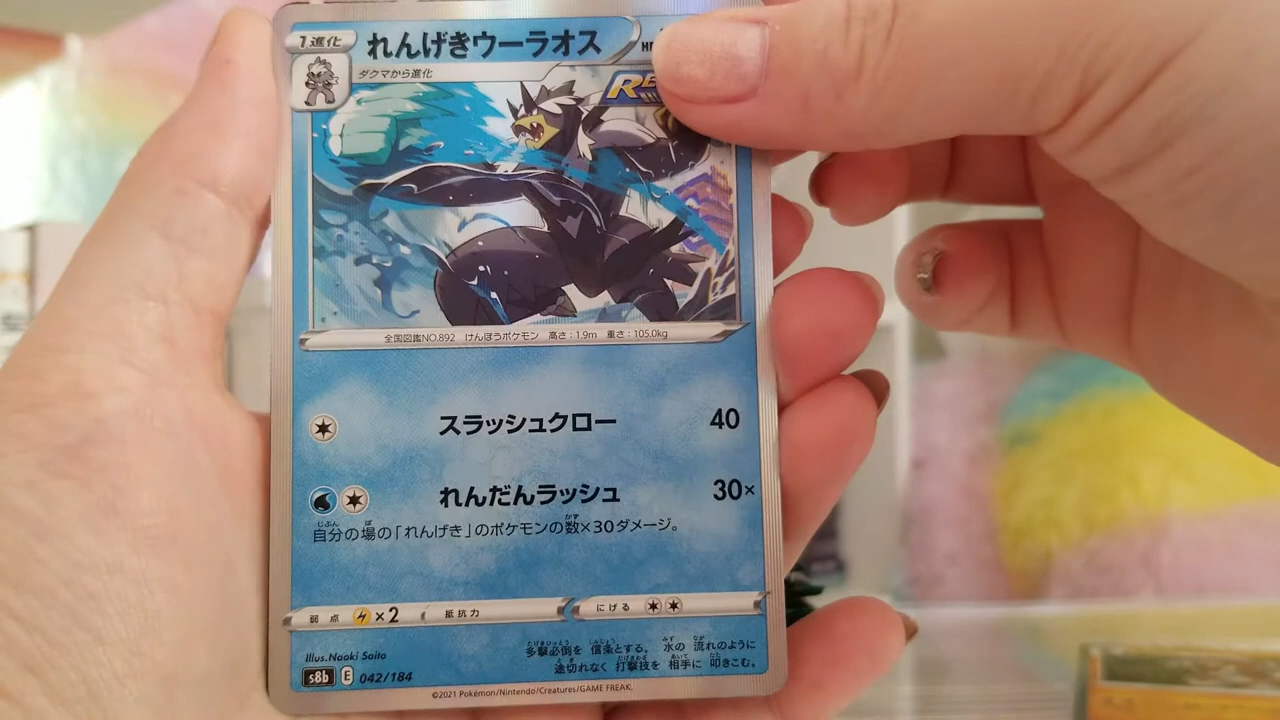 1進化 れんげきウーラオス
ダクマから進化
全国図鑑NO.892 けんぽうポケモン 高さ:1.9m 重さ:105.0kg
スラッシュクロー 40
れんだんラッシュ 30×
自分の場の「れんげき」のポケモンの数×30ダメージ。
弱点 ×2 抵抗力 にげる
Illus.Naoki Saito
多撃必倒を信条とする。水の流れのように
途切れなく打撃技を相手に叩きこむ。
s8b E 042/184
©2021 Pokémon/Nintendo/Creatures/GAME FREAK.